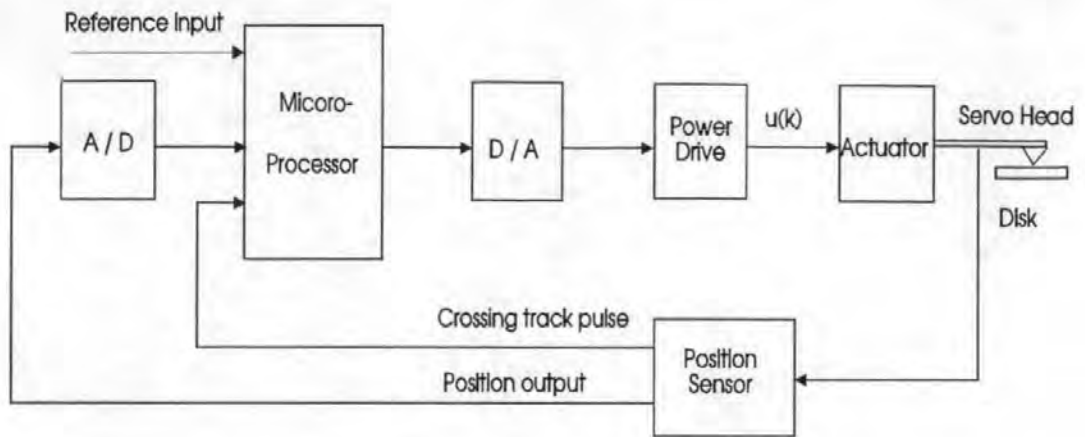 Reference Input
A / D
Micoro-
Processor
D / A
Power
Drive
u(k)
Actuator
Servo Head
Disk
Crossing track pulse
Position output
Position
Sensor